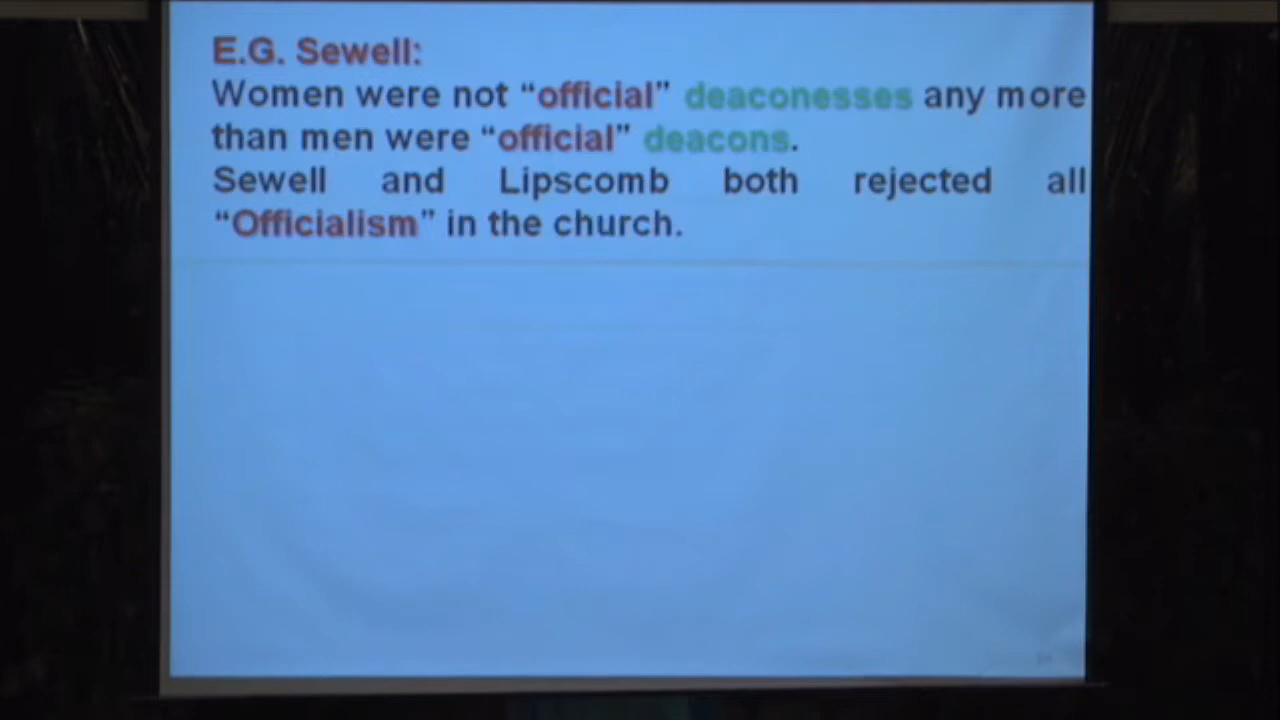 E.G. Sewell:
Women were not “official” deaconesses any more
than men were “official” deacons.
Sewell and Lipscomb both rejected all
“Officialism” in the church.